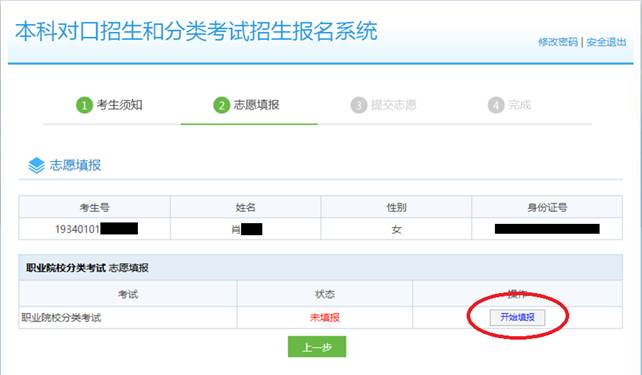 本科对口招生和分类考试招生报名系统
修改密码 | 安全退出
1 考生须知 2 志愿填报 3 提交志愿 4 完成
志愿填报
考生号 姓名 性别 身份证号
19340101 肖 女
职业院校分类考试 志愿填报
考试 状态 操作
职业院校分类考试 未填报 开始填报
上一步